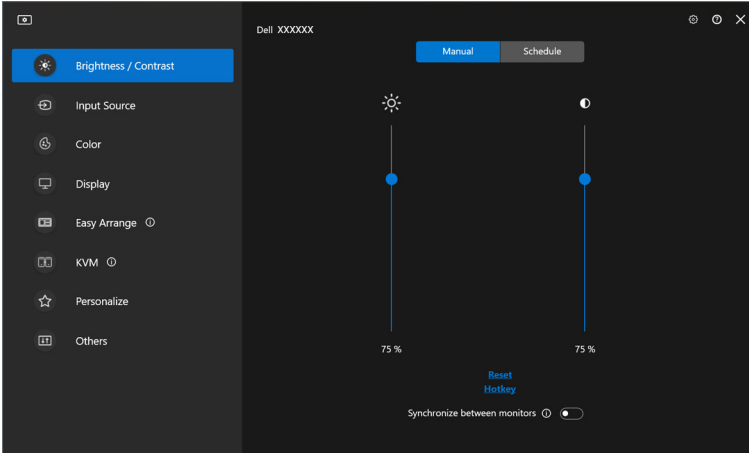 Dell XXXXXX
Manual
Schedule
Brightness / Contrast
Input Source
Color
Display
Easy Arrange
KVM
Personalize
Others
75 %
75 %
Reset
Hotkey
Synchronize between monitors